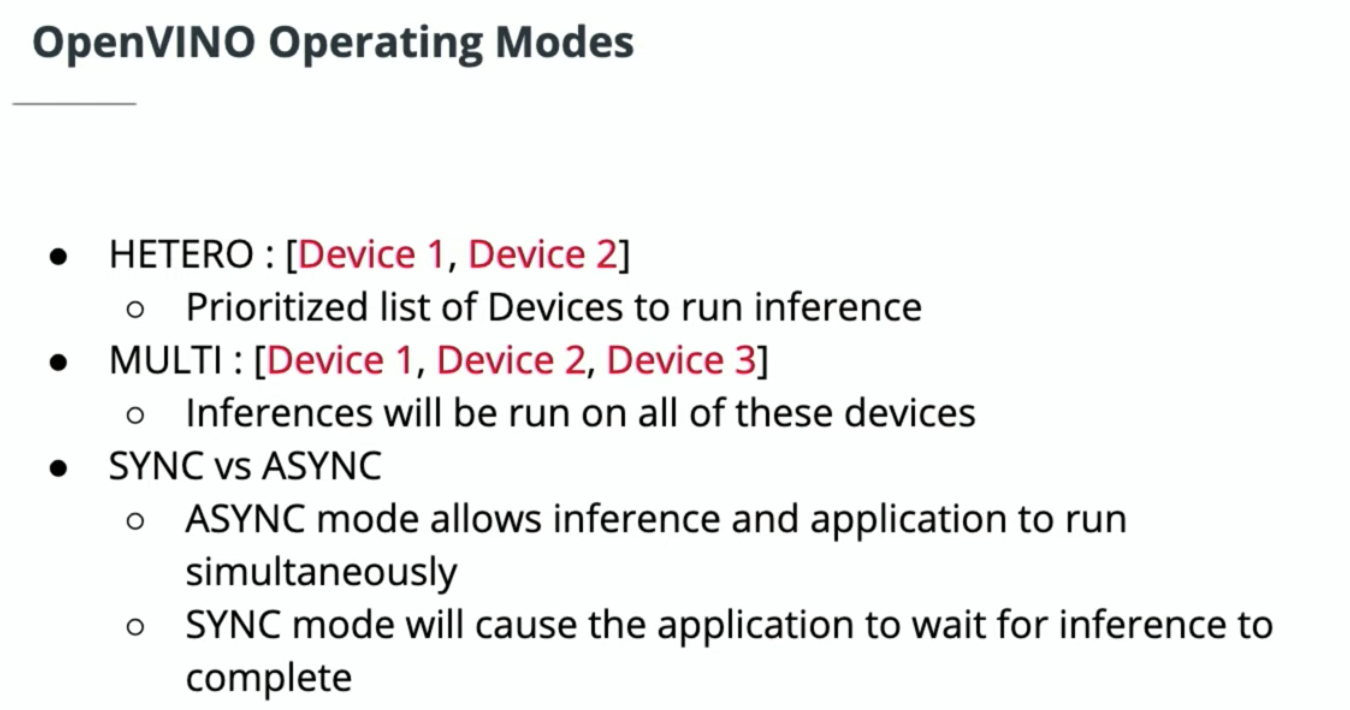 OpenVINO Operating Modes
● HETERO : [Device 1, Device 2]
○ Prioritized list of Devices to run inference
● MULTI : [Device 1, Device 2, Device 3]
○ Inferences will be run on all of these devices
● SYNC vs ASYNC
○ ASYNC mode allows inference and application to run
simultaneously
○ SYNC mode will cause the application to wait for inference to
complete